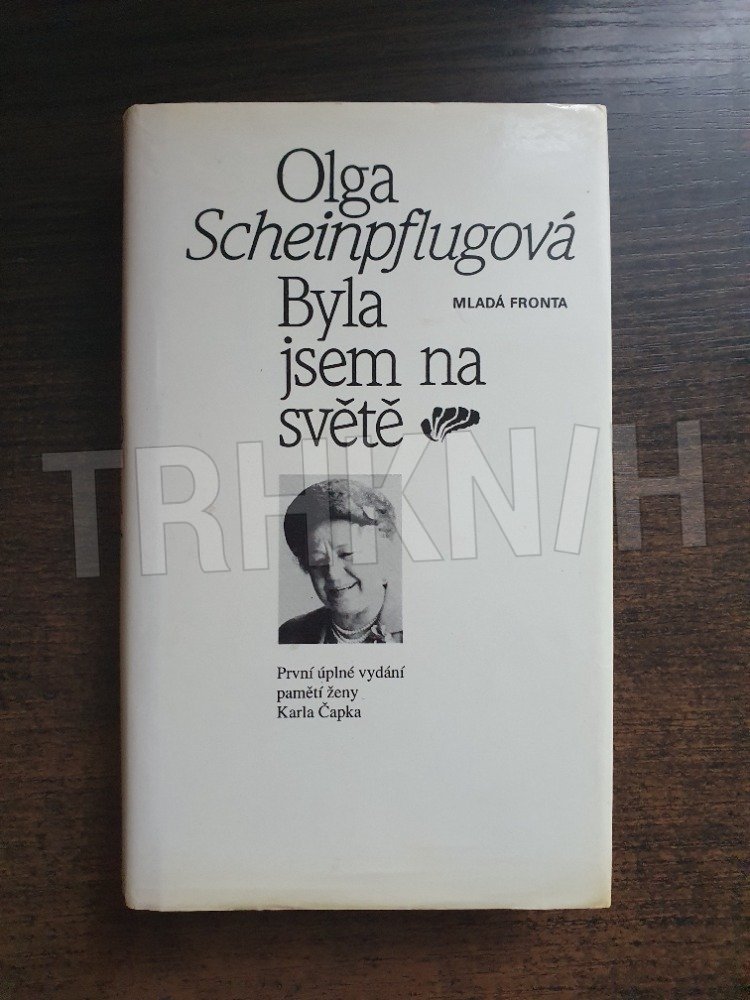 Olga
Scheinpflugová
Byla
MLADÁ FRONTA
jsem na
světě
TRHKNIH
První úplné vydání
pamětí ženy
Karla Čapka